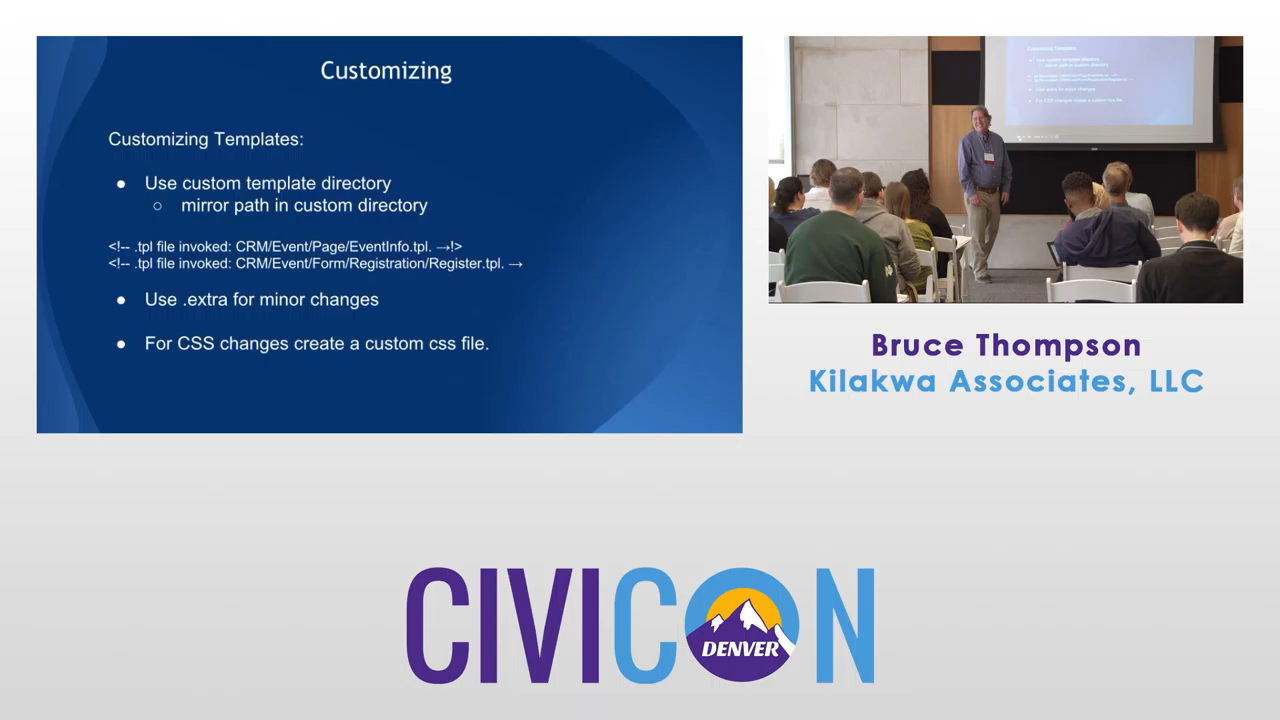 Customizing
Customizing Templates:
● Use custom template directory
○ mirror path in custom directory
<!-- .tpl file invoked: CRM/Event/Page/EventInfo.tpl. →!>
<!-- .tpl file invoked: CRM/Event/Form/Registration/Register.tpl. →
● Use .extra for minor changes
● For CSS changes create a custom css file.
Customizing Templates
Bruce Thompson
Kilakwa Associates, LLC
CIVICON
DENVER